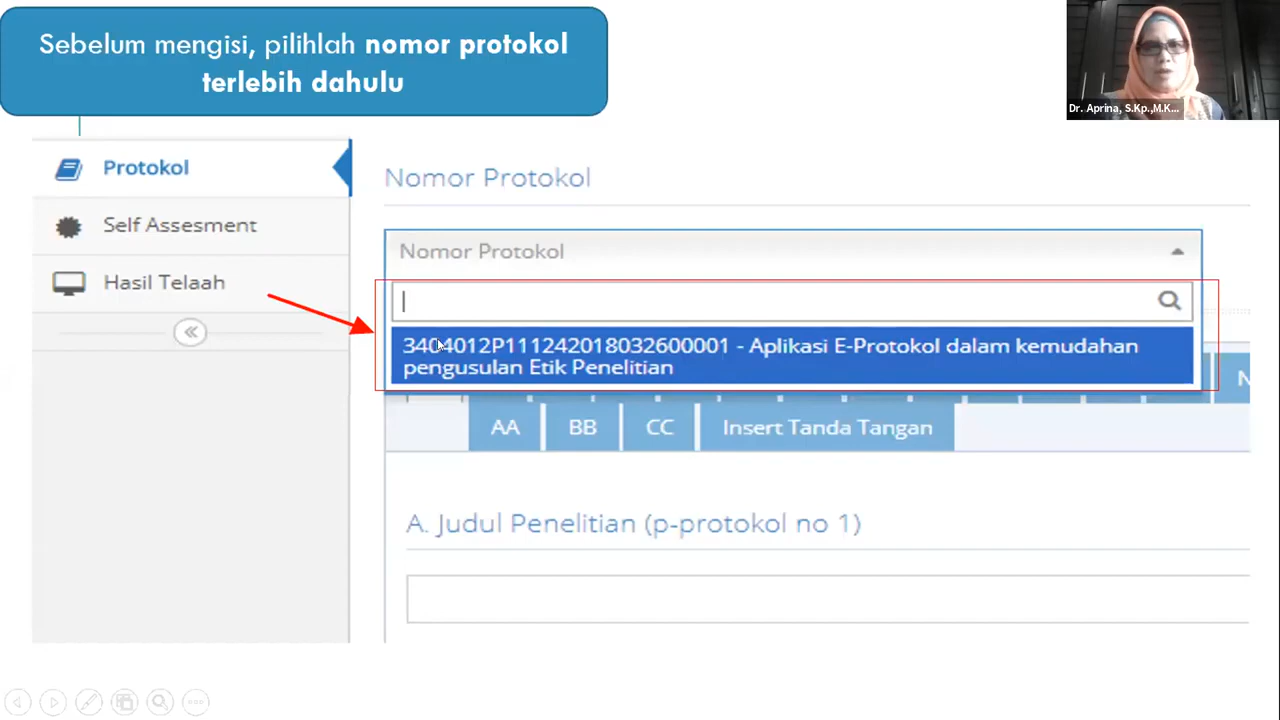 Sebelum mengisi, pilihlah nomor protokol
terlebih dahulu
Dr. Aprina, S.Kp.,M.K...
Protokol
Self Assesment
Hasil Telaah
Nomor Protokol
Nomor Protokol
3404012P111242018032600001 - Aplikasi E-Protokol dalam kemudahan
pengusulan Etik Penelitian
AA BB CC Insert Tanda Tangan
A. Judul Penelitian (p-protokol no 1)